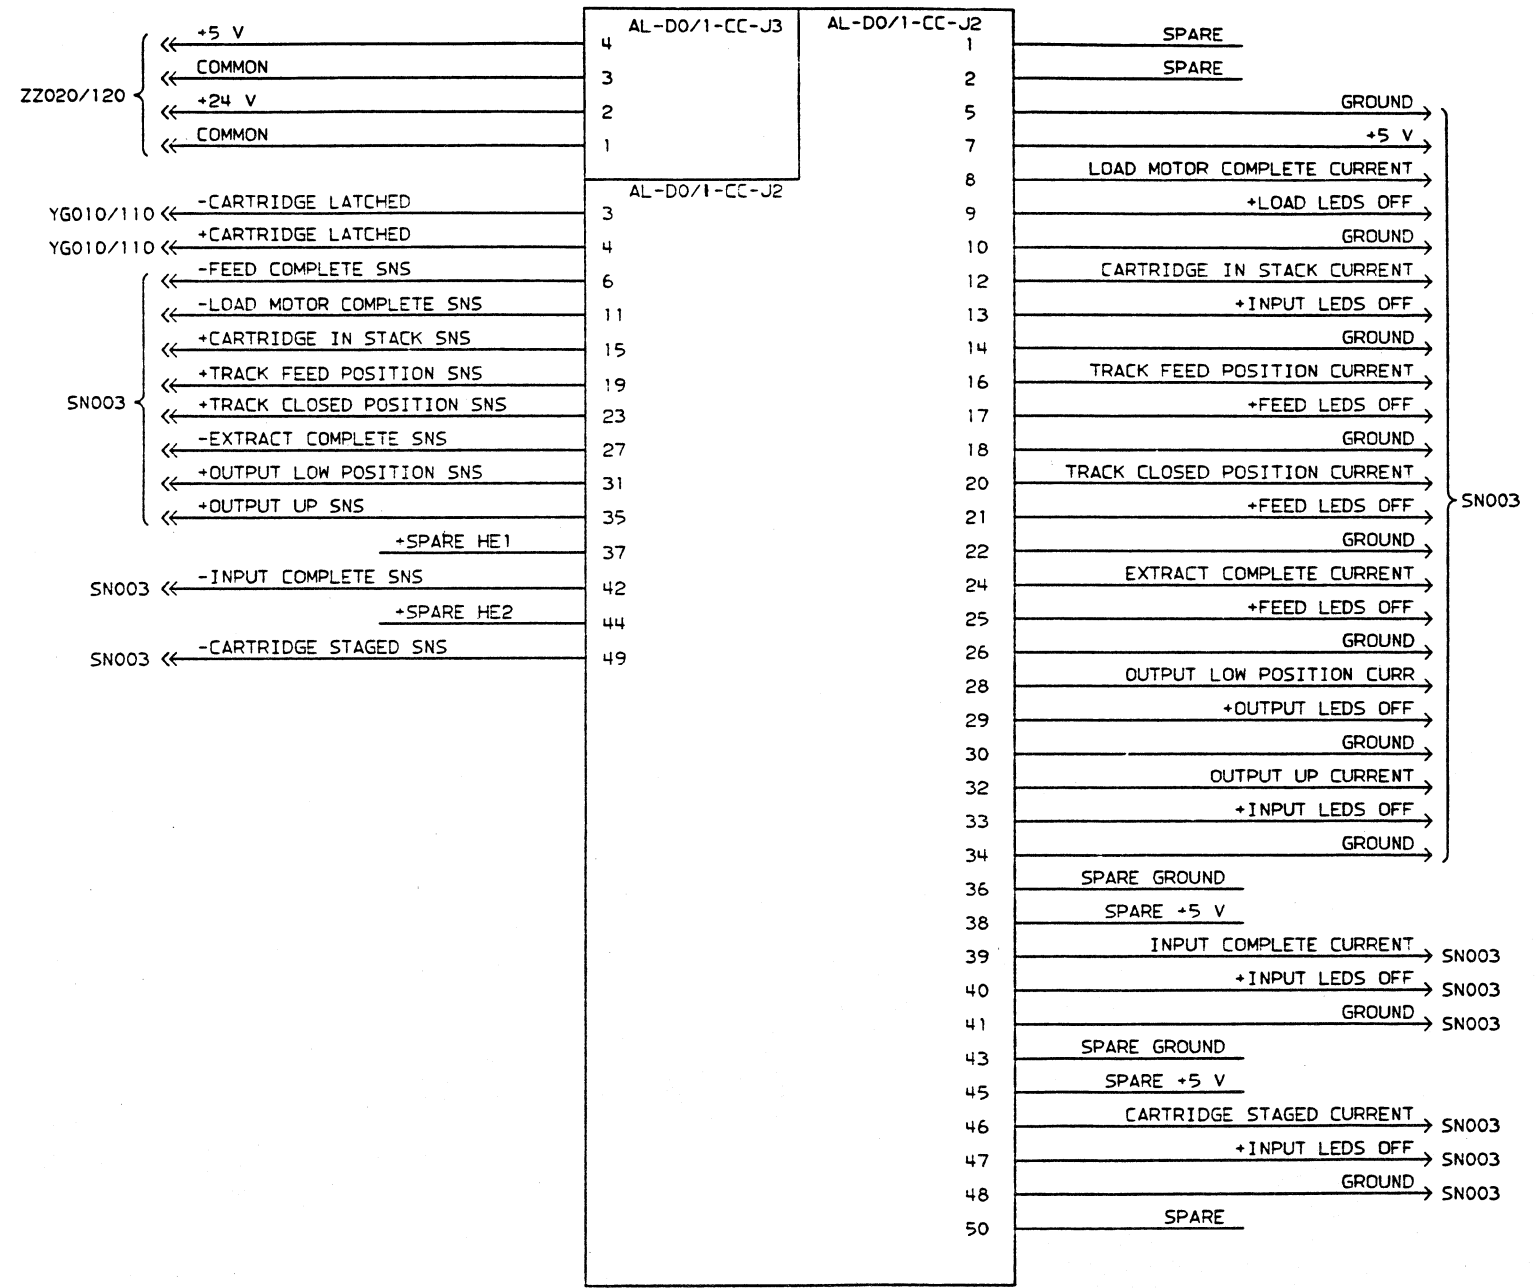 AL-D0/1-CC-J3
AL-D0/1-CC-J2
ZZ020/120
+5 V 4
COMMON 3
+24 V 2
COMMON 1
AL-D0/1-CC-J2
YG010/110 -CARTRIDGE LATCHED 3
YG010/110 +CARTRIDGE LATCHED 4
-FEED COMPLETE SNS 6
-LOAD MOTOR COMPLETE SNS 11
+CARTRIDGE IN STACK SNS 15
+TRACK FEED POSITION SNS 19
SN003
+TRACK CLOSED POSITION SNS 23
-EXTRACT COMPLETE SNS 27
+OUTPUT LOW POSITION SNS 31
+OUTPUT UP SNS 35
+SPARE HE1 37
SN003 -INPUT COMPLETE SNS 42
+SPARE HE2 44
SN003 -CARTRIDGE STAGED SNS 49
1 SPARE
2 SPARE
5 GROUND
7 +5 V
8 LOAD MOTOR COMPLETE CURRENT
9 +LOAD LEDS OFF
10 GROUND
12 CARTRIDGE IN STACK CURRENT
13 +INPUT LEDS OFF
14 GROUND
16 TRACK FEED POSITION CURRENT
17 +FEED LEDS OFF
18 GROUND
20 TRACK CLOSED POSITION CURRENT
21 +FEED LEDS OFF
SN003
22 GROUND
24 EXTRACT COMPLETE CURRENT
25 +FEED LEDS OFF
26 GROUND
28 OUTPUT LOW POSITION CURR
29 +OUTPUT LEDS OFF
30 GROUND
32 OUTPUT UP CURRENT
33 +INPUT LEDS OFF
34 GROUND
36 SPARE GROUND
38 SPARE +5 V
39 INPUT COMPLETE CURRENT SN003
40 +INPUT LEDS OFF SN003
41 GROUND SN003
43 SPARE GROUND
45 SPARE +5 V
46 CARTRIDGE STAGED CURRENT SN003
47 +INPUT LEDS OFF SN003
48 GROUND SN003
50 SPARE